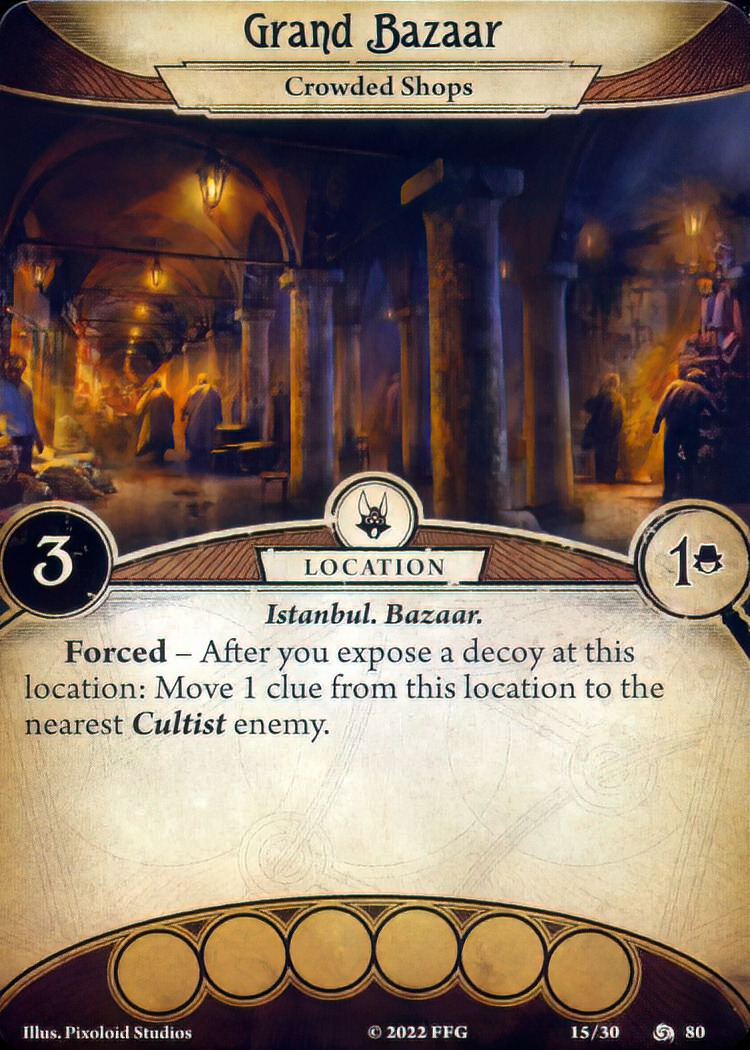 Grand Bazaar
Crowded Shops
3
1
LOCATION
Istanbul. Bazaar.
Forced – After you expose a decoy at this
location: Move 1 clue from this location to the
nearest Cultist enemy.
Illus. Pixoloid Studios © 2022 FFG 15/30 80